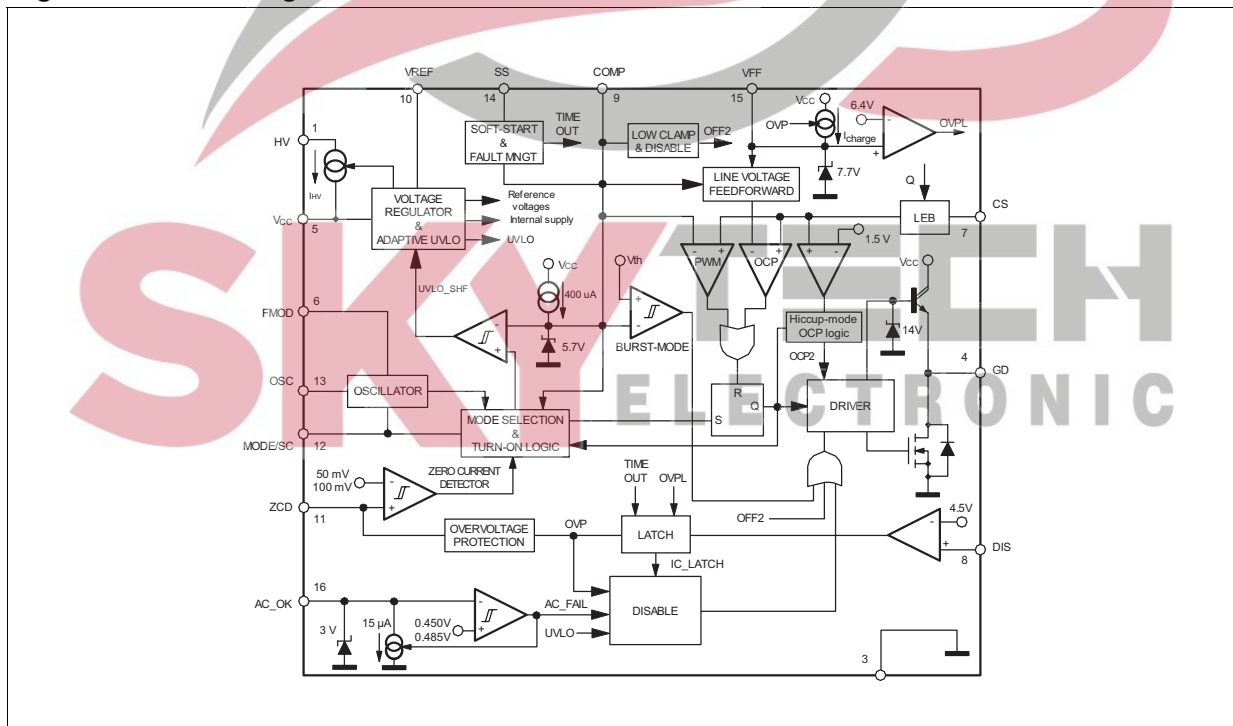 VREF
SS
COMP
VFF
10
14
9
15
Vcc
6.4V
OVP
OVPL
Icharge
7.7V
1
HV
IHV
SOFT-START
&
FAULT MNGT
TIME
OUT
LOW CLAMP
& DISABLE
OFF2
LINE VOLTAGE
FEEDFORWARD
Q
LEB
CS
7
VOLTAGE
REGULATOR
&
ADAPTIVE UVLO
Reference
voltages
Internal supply
UVLO
Vcc
5
1.5 V
PWM
OCP
UVLO_SHF
Vcc
400 uA
Vth
Vcc
6
FMOD
5.7V
BURST-MODE
Hiccup-mode
OCP logic
14V
OCP2
4
GD
OSC
13
OSCILLATOR
R
Q
S
DRIVER
MODE/SC
12
MODE SELECTION
&
TURN-ON LOGIC
SKYTECH
ELECTRONIC
50 mV
100 mV
ZERO CURRENT
DETECTOR
TIME
OUT
OVPL
ZCD
11
OFF2
4.5V
OVERVOLTAGE
PROTECTION
OVP
LATCH
DIS
8
IC_LATCH
16
AC_OK
AC_FAIL
DISABLE
3 V
15 µA
0.450V
0.485V
UVLO
3